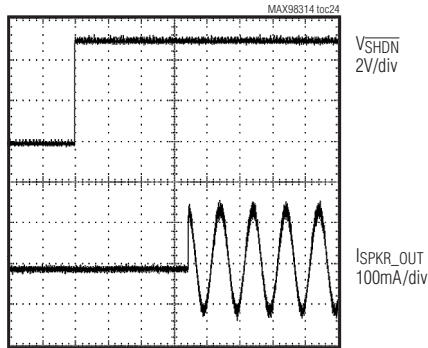 MAX98314 toc24
VSHDN
2V/div
ISPKR_OUT
100mA/div